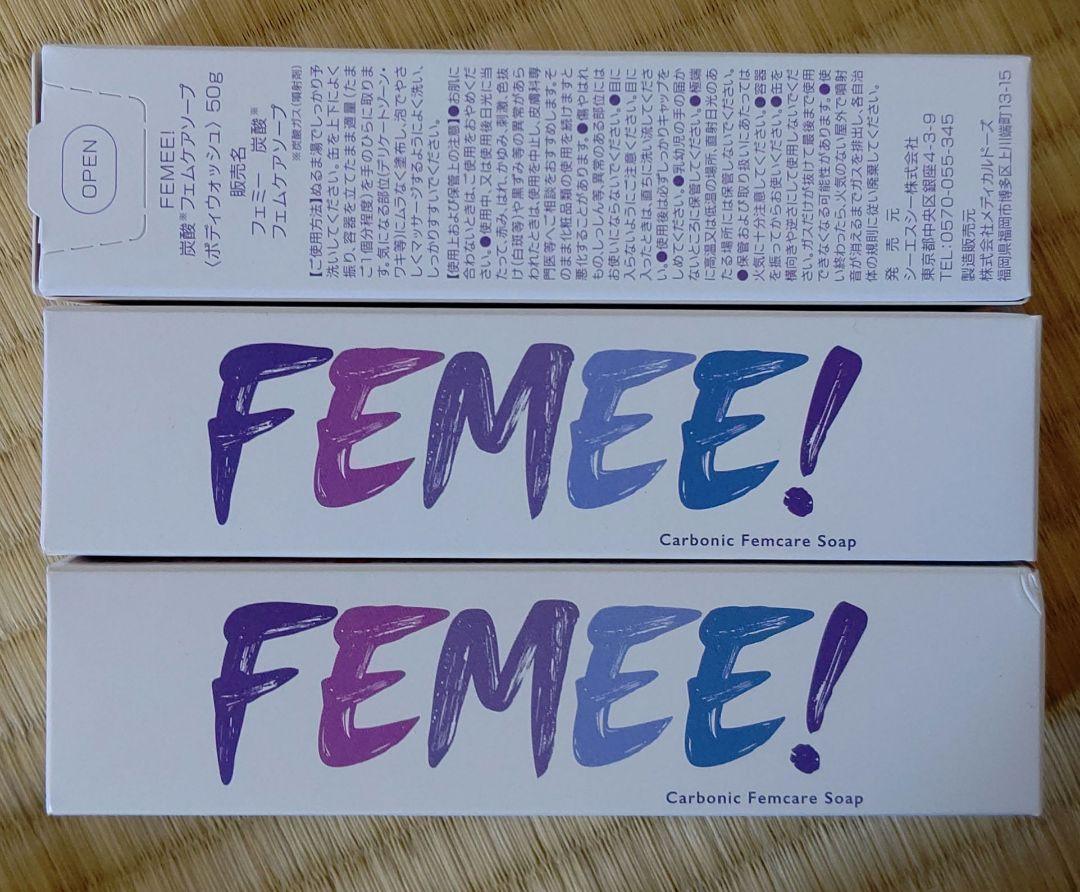 OPEN
FEMEE!
炭酸※フェムケアソープ
〈ボディウォッシュ〉50g
販売名
フェミー 炭酸※
フェムケアソープ
※炭酸ガス(噴射剤)
【ご使用方法】ぬるま湯でしっかり予
洗いしてください。缶を上下によく
振り、容器を立てたまま適量(たま
ご1個分程度)を手のひらに取りま
す。気になる部位(デリケートゾーン・
ワキ等)にムラなく塗布し、泡でやさ
しくマッサージするようによく洗い、
しっかりすすいでください。
【使用上および保管上の注意】●お肌に
合わないときは、ご使用をおやめくだ
さい。●使用中、又は使用後日光に当
たって、赤み、はれ、かゆみ、刺激、色抜
け(白斑等)や黒ずみ等の異常があら
われたときは、使用を中止し、皮膚科専
門医等へご相談をおすすめします。そ
のまま化粧品類の使用を続けますと
悪化することがあります。●傷やはれ
もの、しっしん等、異常のある部位には
お使いにならないでください。●目に
入らないようにご注意ください。目に
入ったときは、直ちに洗い流してくださ
い。●使用後は必ずしっかりキャップを
しめてください。●乳幼児の手の届か
ないところに保管してください。●極端
に高温又は低温の場所、直射日光のあ
たる場所には保管しないでください。
●保管および取り扱いにあたっては
火気に十分注意してください。●容器
を振ってからお使いください。●缶を
横向きや逆さにして使用しないでくだ
さい。ガスだけが抜けて最後まで使用
できなくなる可能性があります。●使
い終わったら、火気のない屋外で噴射
音が消えるまでガスを排出し、各自治
体の規則に従い廃棄してください。
発売元
シーエスシー株式会社
東京都中央区銀座4-3-9
TEL:0570-055-345
製造販売元
株式会社メディカルドーズ
福岡県福岡市博多区上川端町13-15
FEMEE!
Carbonic Femcare Soap
FEMEE!
Carbonic Femcare Soap